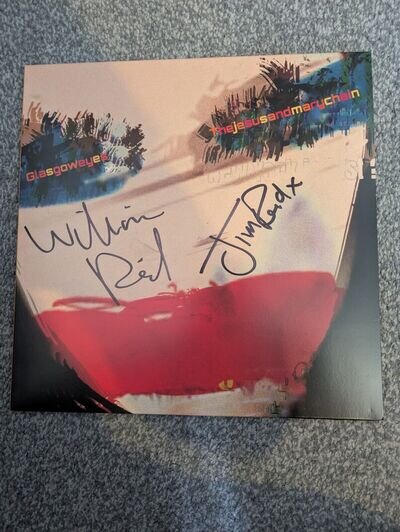 Thejesusandmarychain
Glasgoweyes
William
Reid
Jim Reid x